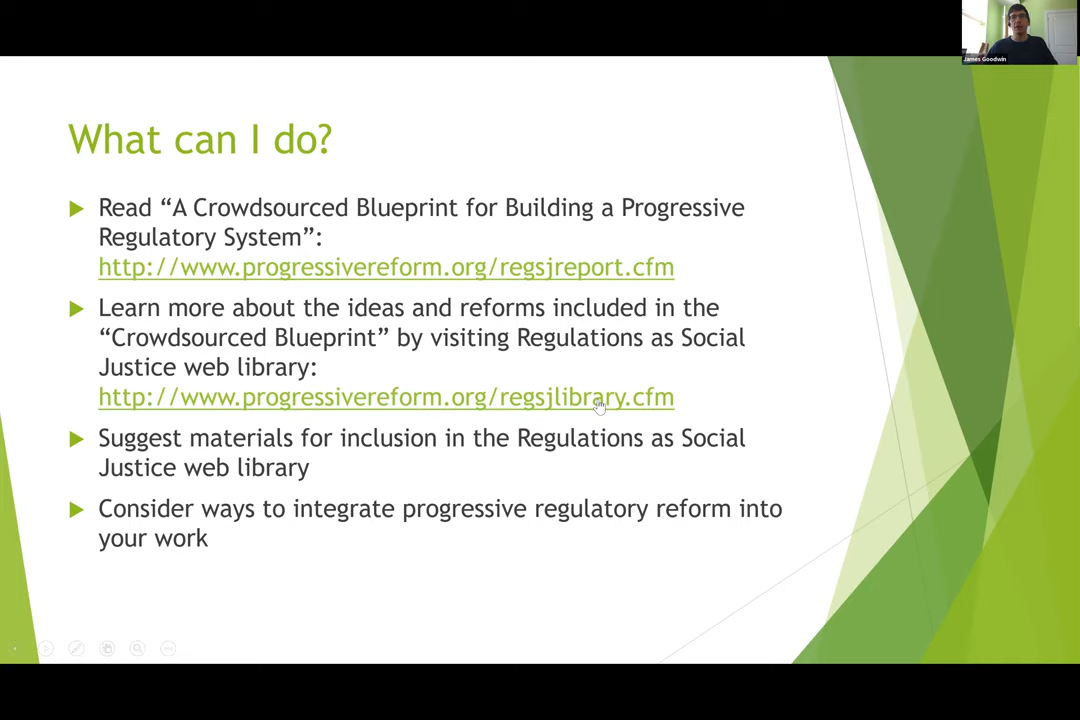 James Goodwin
What can I do?
Read “A Crowdsourced Blueprint for Building a Progressive
Regulatory System”:
http://www.progressivereform.org/regsjreport.cfm
Learn more about the ideas and reforms included in the
“Crowdsourced Blueprint” by visiting Regulations as Social
Justice web library:
http://www.progressivereform.org/regsjlibrary.cfm
Suggest materials for inclusion in the Regulations as Social
Justice web library
Consider ways to integrate progressive regulatory reform into
your work